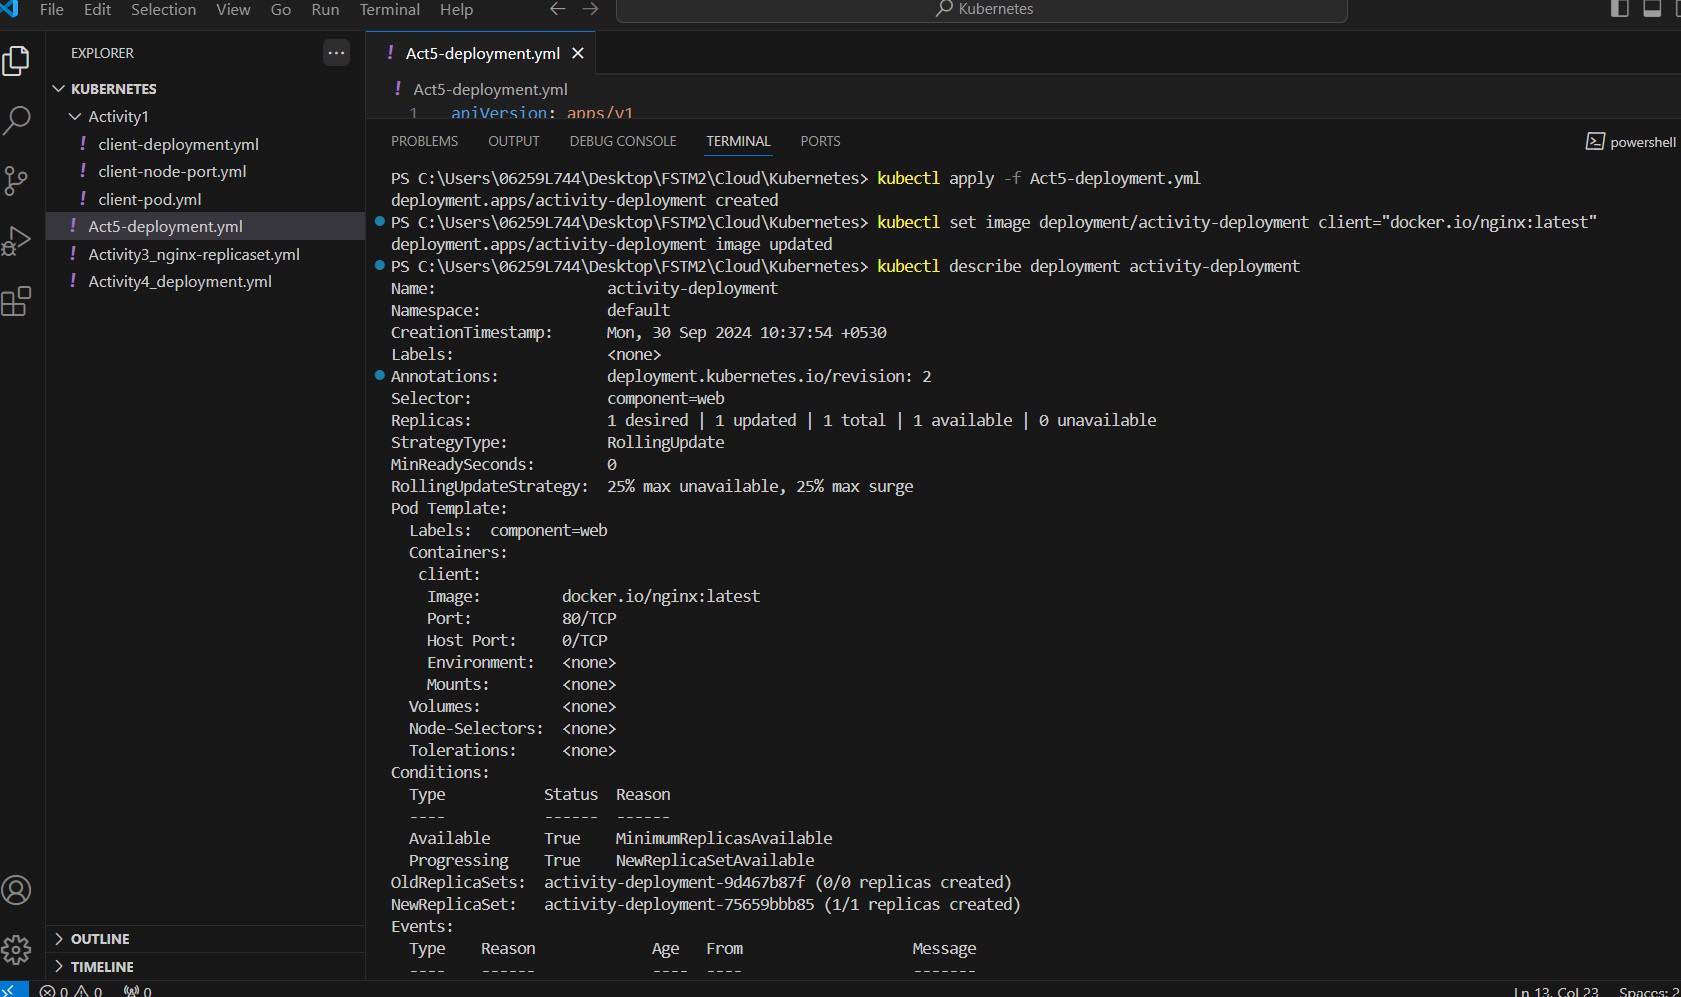 File Edit Selection View Go Run Terminal Help
Kubernetes
EXPLORER
KUBERNETES
Activity1
client-deployment.yml
client-node-port.yml
client-pod.yml
Act5-deployment.yml
Activity3_nginx-replicaset.yml
Activity4_deployment.yml
OUTLINE
TIMELINE
Act5-deployment.yml
Act5-deployment.yml
1 apiVersion: apps/v1
PROBLEMS OUTPUT DEBUG CONSOLE TERMINAL PORTS
powershell
PS C:\Users\06259L744\Desktop\FSTM2\Cloud\Kubernetes> kubectl apply -f Act5-deployment.yml
deployment.apps/activity-deployment created
PS C:\Users\06259L744\Desktop\FSTM2\Cloud\Kubernetes> kubectl set image deployment/activity-deployment client="docker.io/nginx:latest"
deployment.apps/activity-deployment image updated
PS C:\Users\06259L744\Desktop\FSTM2\Cloud\Kubernetes> kubectl describe deployment activity-deployment
Name: activity-deployment
Namespace: default
CreationTimestamp: Mon, 30 Sep 2024 10:37:54 +0530
Labels: <none>
Annotations: deployment.kubernetes.io/revision: 2
Selector: component=web
Replicas: 1 desired | 1 updated | 1 total | 1 available | 0 unavailable
StrategyType: RollingUpdate
MinReadySeconds: 0
RollingUpdateStrategy: 25% max unavailable, 25% max surge
Pod Template:
Labels: component=web
Containers:
client:
Image: docker.io/nginx:latest
Port: 80/TCP
Host Port: 0/TCP
Environment: <none>
Mounts: <none>
Volumes: <none>
Node-Selectors: <none>
Tolerations: <none>
Conditions:
Type Status Reason
---- ------ ------
Available True MinimumReplicasAvailable
Progressing True NewReplicaSetAvailable
OldReplicaSets: activity-deployment-9d467b87f (0/0 replicas created)
NewReplicaSet: activity-deployment-75659bbb85 (1/1 replicas created)
Events:
Type Reason Age From Message
---- ------ ---- ---- -------
0 0 0
Ln 13, Col 23 Spaces: 2